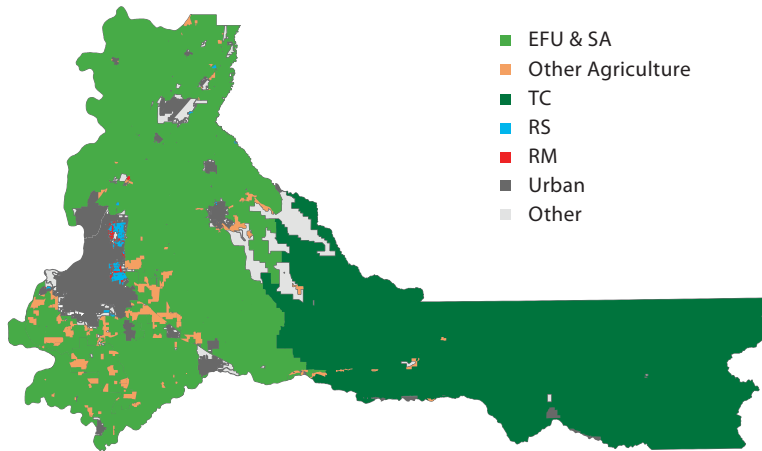 EFU & SA
Other Agriculture
TC
RS
RM
Urban
Other